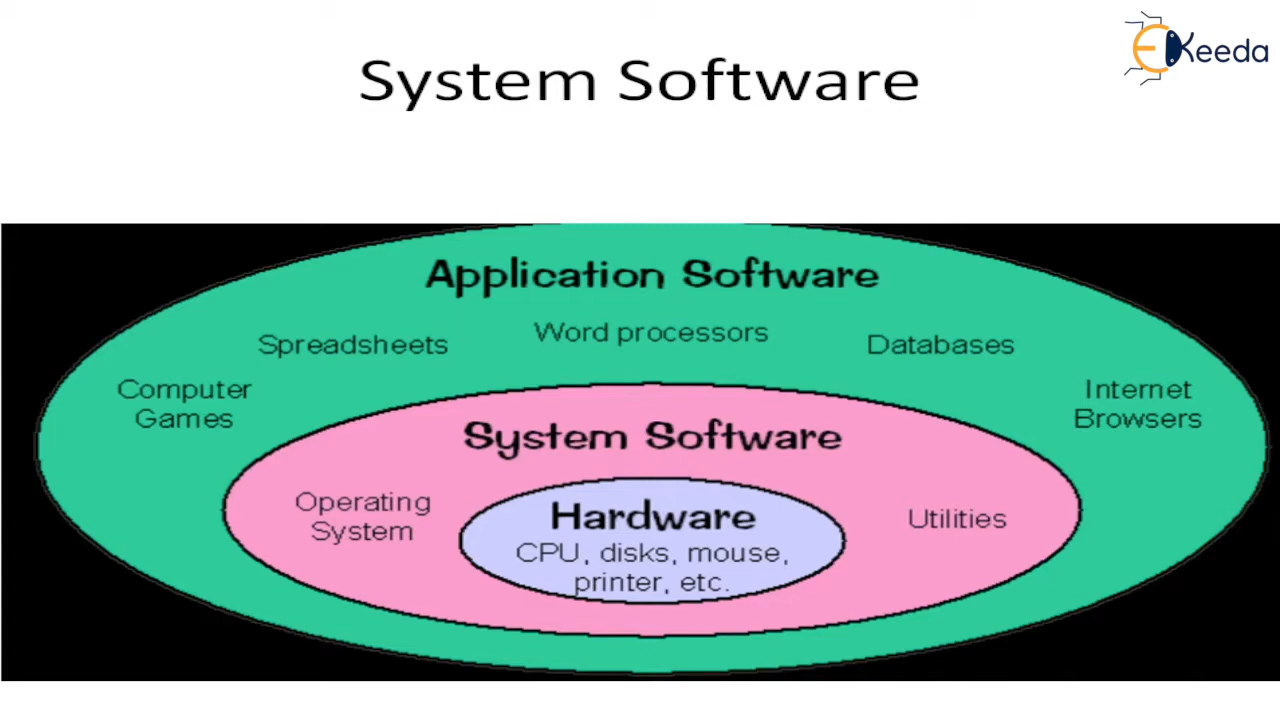 EKeeda
System Software
Application Software
Spreadsheets
Word processors
Databases
Computer
Games
Internet
Browsers
System Software
Operating
System
Utilities
Hardware
CPU, disks, mouse,
printer, etc.